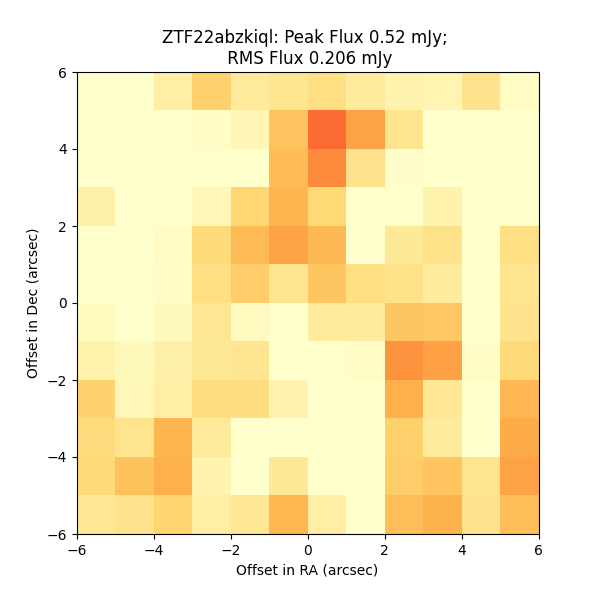 ZTF22abzkiql: Peak Flux 0.52 mJy;
RMS Flux 0.206 mJy
6
4
2
0
−2
−4
−6
Offset in Dec (arcsec)
−6 −4 −2 0 2 4 6
Offset in RA (arcsec)